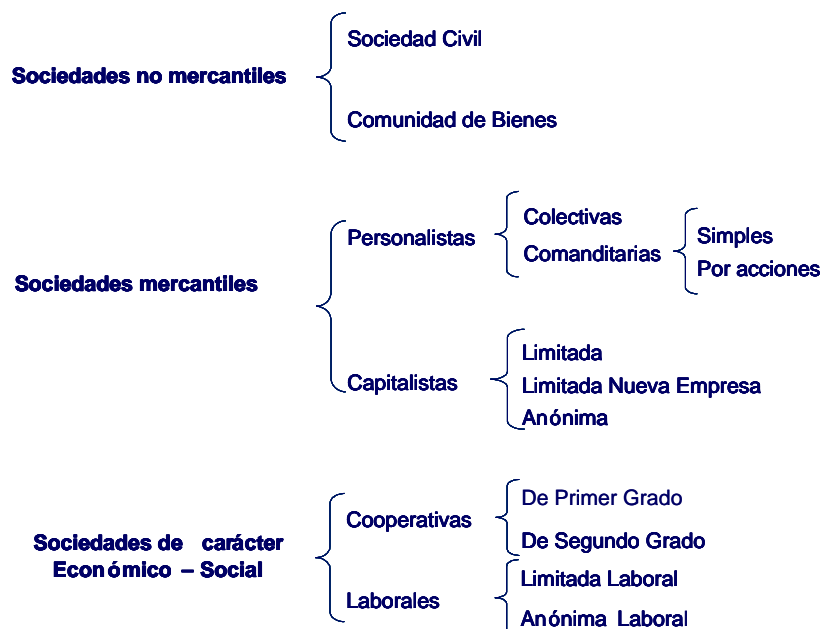 Sociedades no mercantiles
Sociedad Civil
Comunidad de Bienes
Sociedades mercantiles
Personalistas
Colectivas
Comanditarias
Simples
Por acciones
Capitalistas
Limitada
Limitada Nueva Empresa
Anónima
Sociedades de carácter
Económico – Social
Cooperativas
De Primer Grado
De Segundo Grado
Laborales
Limitada Laboral
Anónima Laboral